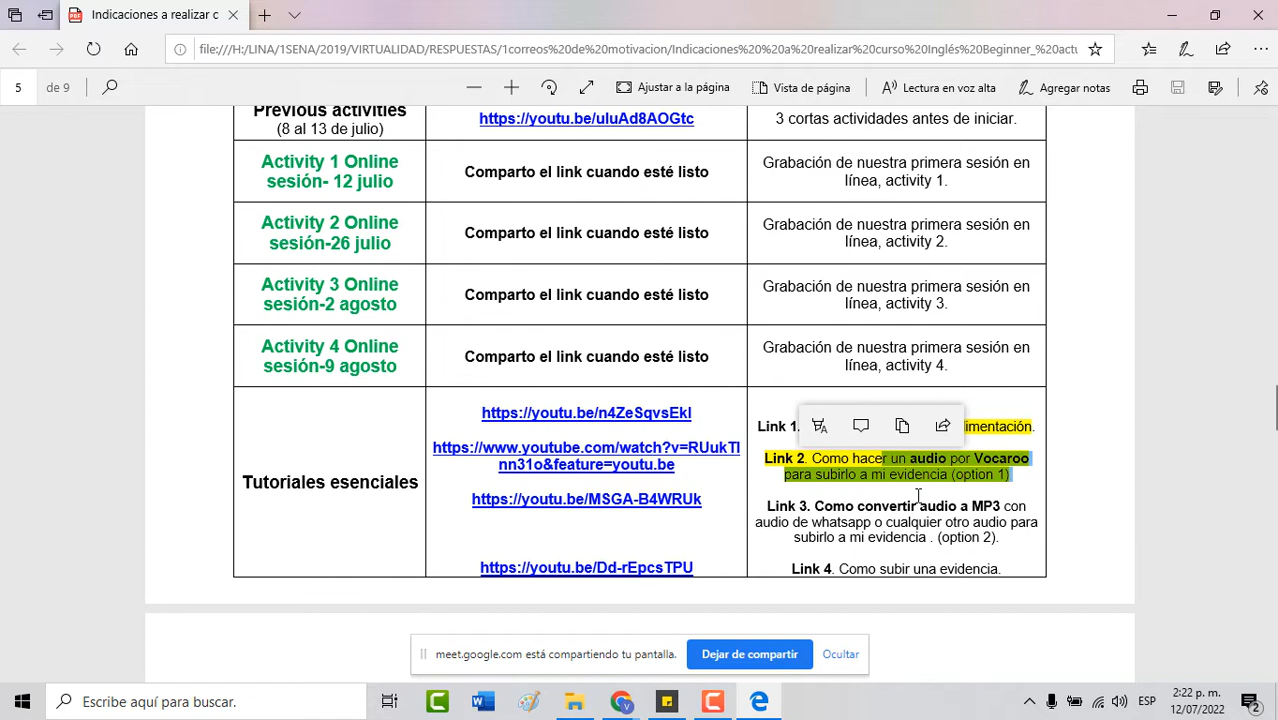 Indicaciones a realizar c
file:///H:/LINA/1SENA/2019/VIRTUALIDAD/RESPUESTAS/1correos%20de%20motivacion/Indicaciones%20%20a%20realizar%20curso%20Inglés%20Beginner_%20actu
5 de 9
Ajustar a la página
Vista de página
Lectura en voz alta
Agregar notas
Previous activities
(8 al 13 de julio)
https://youtu.be/uIuAd8AOGtc
3 cortas actividades antes de iniciar.
Activity 1 Online
sesión- 12 julio
Comparto el link cuando esté listo
Grabación de nuestra primera sesión en
línea, activity 1.
Activity 2 Online
sesión-26 julio
Comparto el link cuando esté listo
Grabación de nuestra primera sesión en
línea, activity 2.
Activity 3 Online
sesión-2 agosto
Comparto el link cuando esté listo
Grabación de nuestra primera sesión en
línea, activity 3.
Activity 4 Online
sesión-9 agosto
Comparto el link cuando esté listo
Grabación de nuestra primera sesión en
línea, activity 4.
Tutoriales esenciales
https://youtu.be/n4ZeSqvsEkI
https://www.youtube.com/watch?v=RUukTI
nn31o&feature=youtu.be
https://youtu.be/MSGA-B4WRUk
https://youtu.be/Dd-rEpcsTPU
Link 1. limentación.
Link 2. Como hacer un audio por Vocaroo
para subirlo a mi evidencia (option 1)
Link 3. Como convertir audio a MP3 con
audio de whatsapp o cualquier otro audio para
subirlo a mi evidencia . (option 2).
Link 4. Como subir una evidencia.
meet.google.com está compartiendo tu pantalla.
Dejar de compartir
Ocultar
Escribe aquí para buscar.
ESP
2:22 p. m.
12/07/2022
2